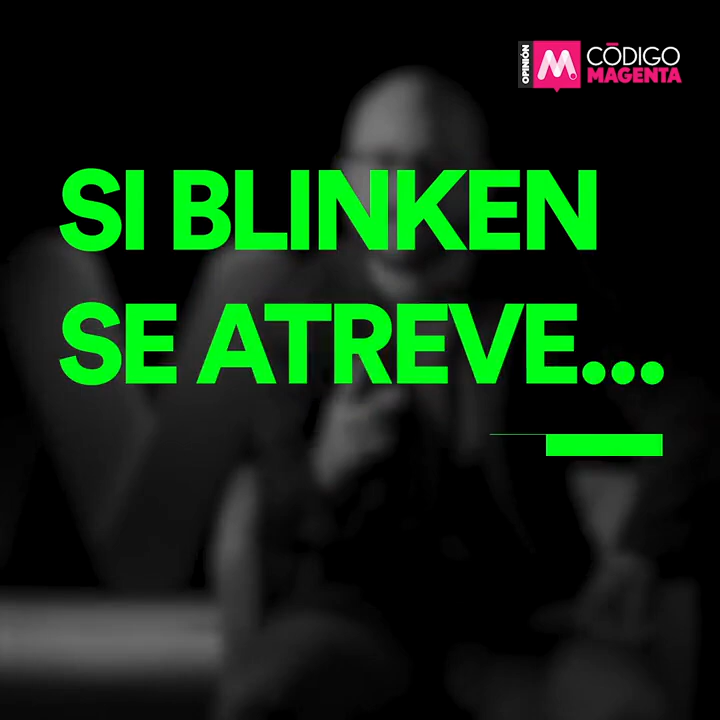 OPINIÓN
M
CÓDIGO
MAGENTA
SI BLINKEN
SE ATREVE...